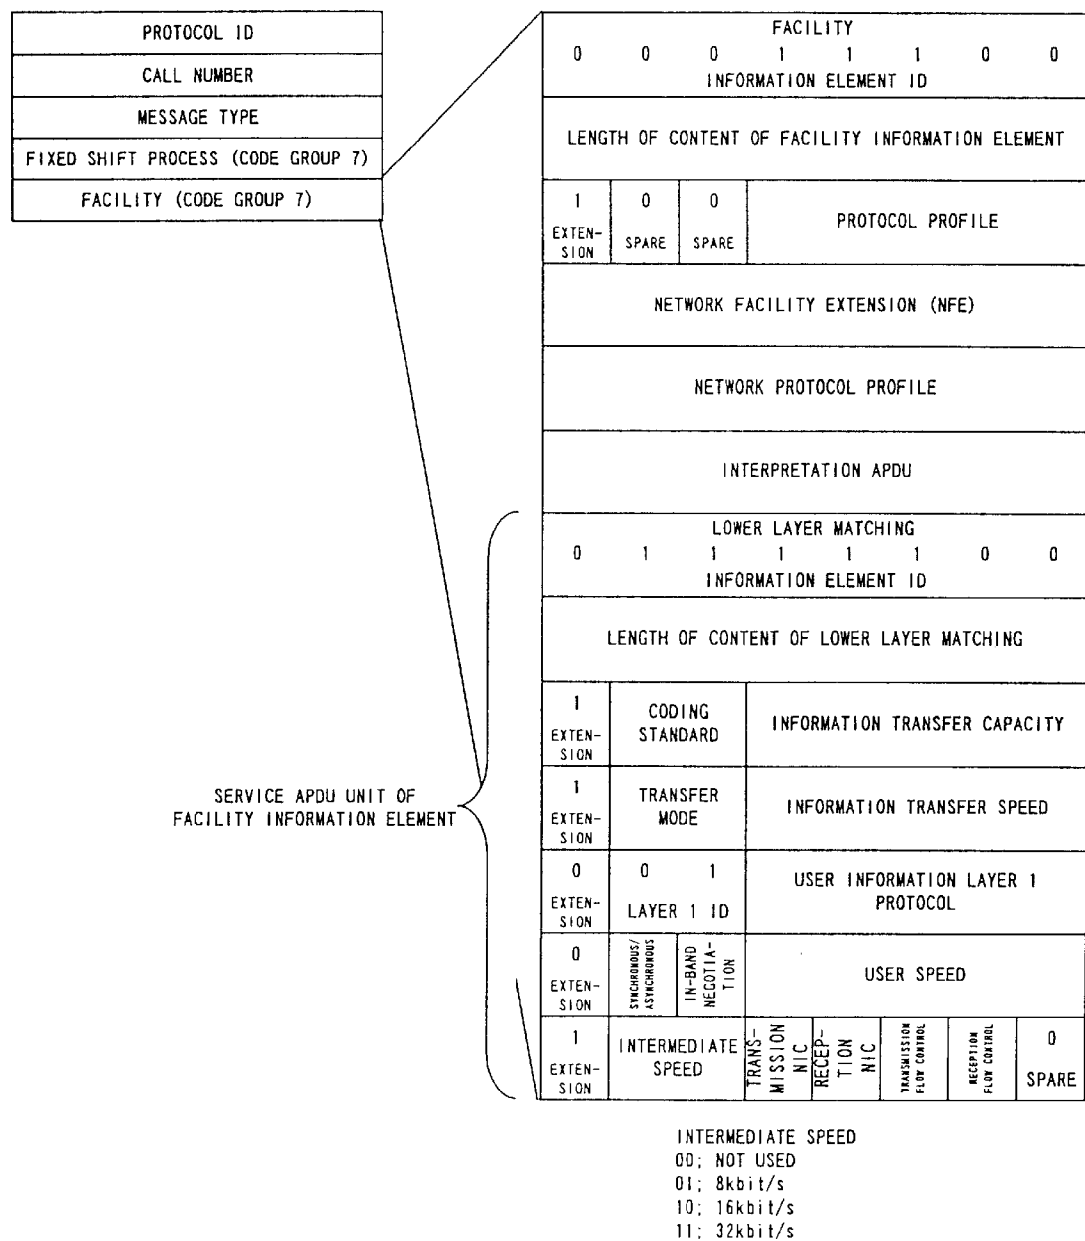 PROTOCOL ID
CALL NUMBER
MESSAGE TYPE
FIXED SHIFT PROCESS (CODE GROUP 7)
FACILITY (CODE GROUP 7)
FACILITY
0 0 0 1 1 1 0 0
INFORMATION ELEMENT ID
LENGTH OF CONTENT OF FACILITY INFORMATION ELEMENT
1 0 0
PROTOCOL PROFILE
EXTEN-
SION
SPARE
SPARE
NETWORK FACILITY EXTENSION (NFE)
NETWORK PROTOCOL PROFILE
INTERPRETATION APDU
LOWER LAYER MATCHING
0 1 1 1 1 1 0 0
INFORMATION ELEMENT ID
LENGTH OF CONTENT OF LOWER LAYER MATCHING
1
EXTEN-
SION
CODING
STANDARD
INFORMATION TRANSFER CAPACITY
SERVICE APDU UNIT OF
FACILITY INFORMATION ELEMENT
1
EXTEN-
SION
TRANSFER
MODE
INFORMATION TRANSFER SPEED
0
EXTEN-
SION
0 1
LAYER 1 ID
USER INFORMATION LAYER 1
PROTOCOL
0
EXTEN-
SION
SYNCHRONOUS/
ASYNCHRONOUS
IN-BAND
NEGOTIA-
TION
USER SPEED
1
EXTEN-
SION
INTERMEDIATE
SPEED
TRANS-
MISSION
NIC
RECEP-
TION
NIC
TRANSMISSION
FLOW CONTROL
RECEPTION
FLOW CONTROL
0
SPARE
INTERMEDIATE SPEED
00; NOT USED
01; 8kbit/s
10; 16kbit/s
11; 32kbit/s